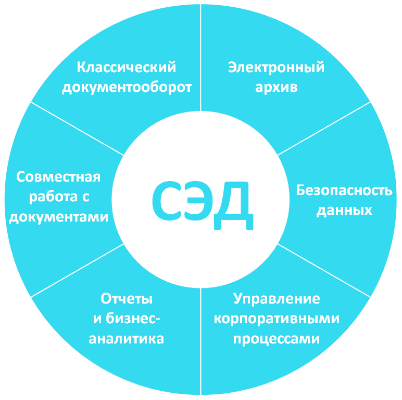 Классический
документооборот
Электронный
архив
Совместная
работа с
документами
СЭД
Безопасность
данных
Отчеты
и бизнес-
аналитика
Управление
корпоративными
процессами